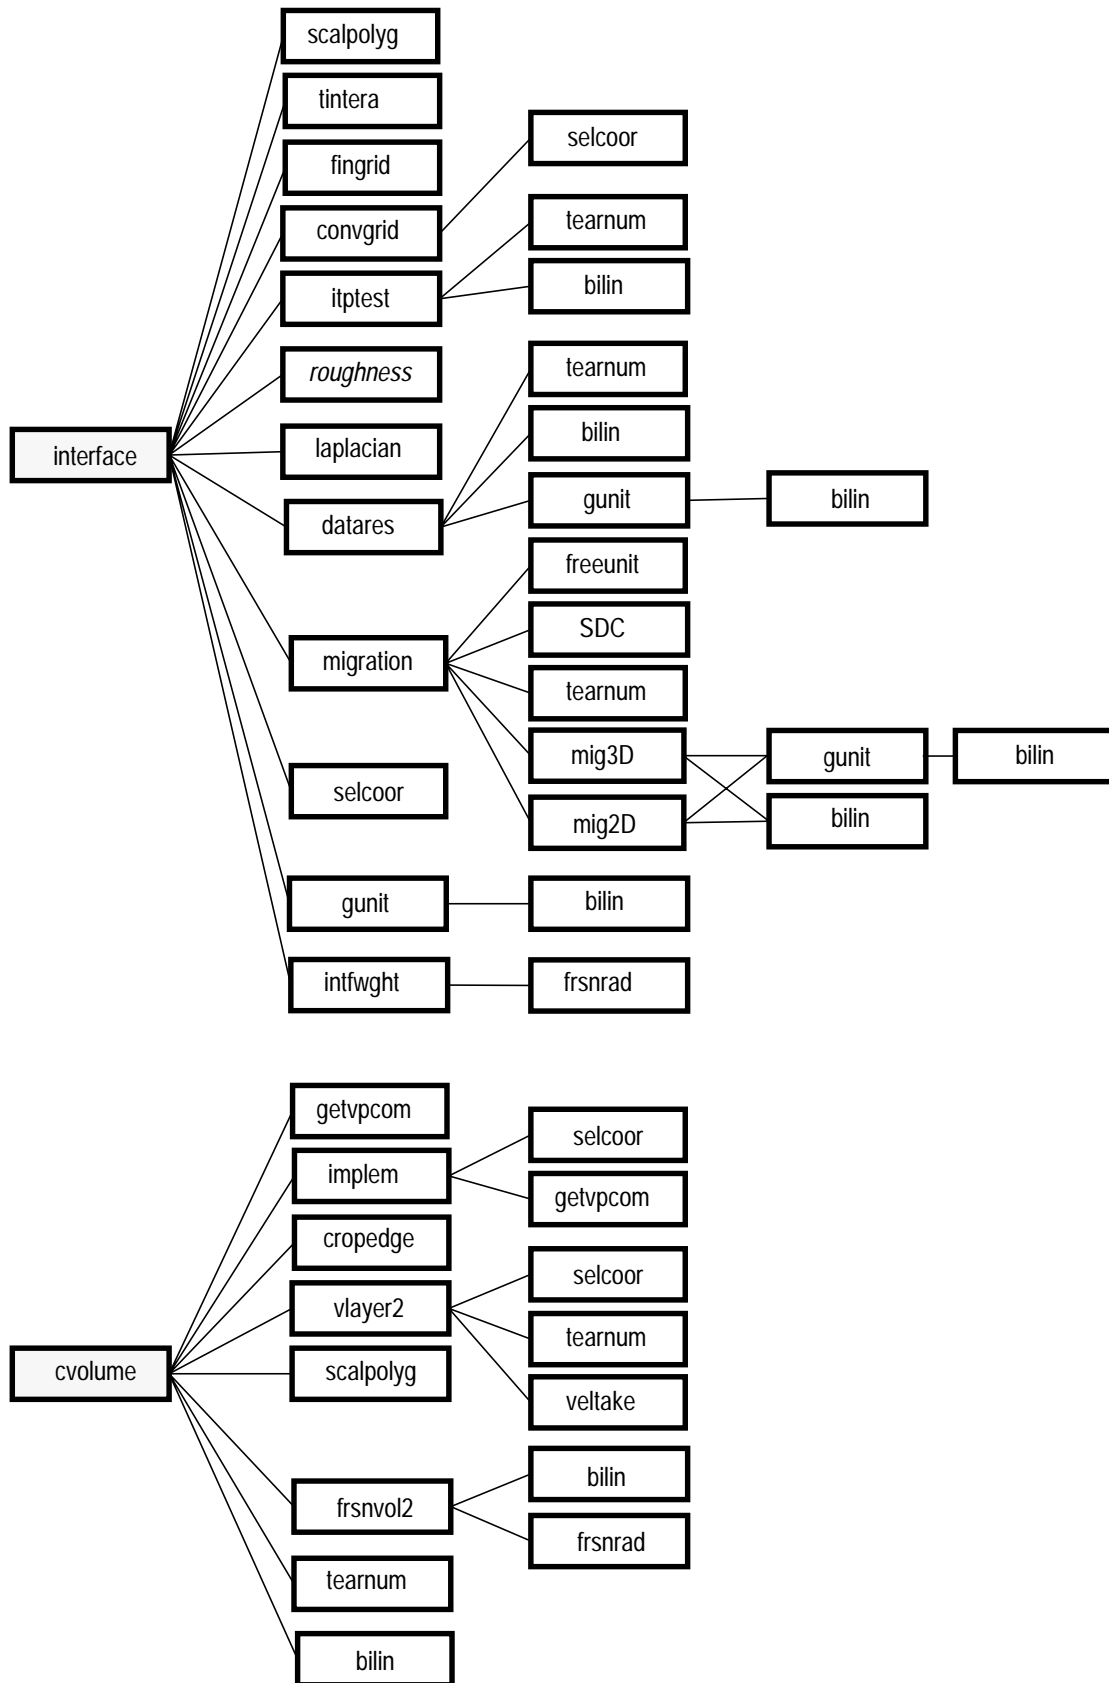 scalpolyg
tintera
fingrid
convgrid
itptest
roughness
laplacian
datares
migration
selcoor
gunit
intfwght
interface
selcoor
tearnum
bilin
tearnum
bilin
gunit
freeunit
SDC
tearnum
mig3D
mig2D
bilin
frsnrad
bilin
gunit
bilin
bilin
getvpcom
implem
cropedge
vlayer2
scalpolyg
frsnvol2
tearnum
bilin
cvolume
selcoor
getvpcom
selcoor
tearnum
veltake
bilin
frsnrad